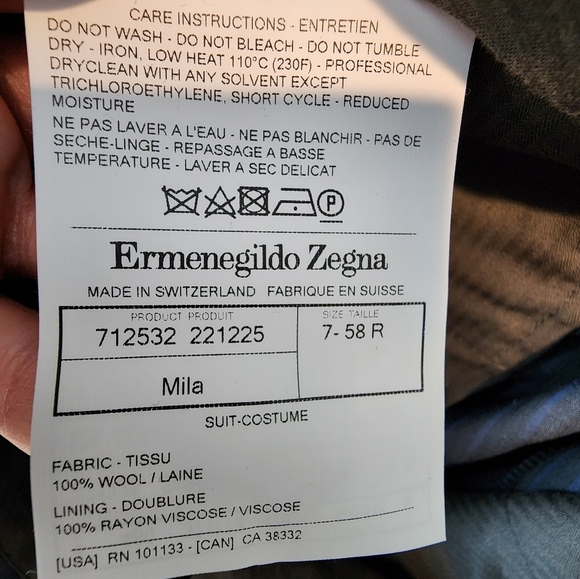 CARE INSTRUCTIONS - ENTRETIEN
DO NOT WASH - DO NOT BLEACH - DO NOT TUMBLE
DRY - IRON, LOW HEAT 110°C (230F) - PROFESSIONAL
DRYCLEAN WITH ANY SOLVENT EXCEPT
TRICHLOROETHYLENE, SHORT CYCLE - REDUCED
MOISTURE
NE PAS LAVER A L'EAU - NE PAS BLANCHIR - PAS DE
SECHE-LINGE - REPASSAGE A BASSE
TEMPERATURE - LAVER A SEC DELICAT
P
Ermenegildo Zegna
MADE IN SWITZERLAND FABRIQUE EN SUISSE
PRODUCT PRODUIT SIZE TAILLE
712532 221225 7- 58 R
Mila
SUIT-COSTUME
FABRIC - TISSU
100% WOOL / LAINE
LINING - DOUBLURE
100% RAYON VISCOSE / VISCOSE
[USA] RN 101133 - [CAN] CA 38332